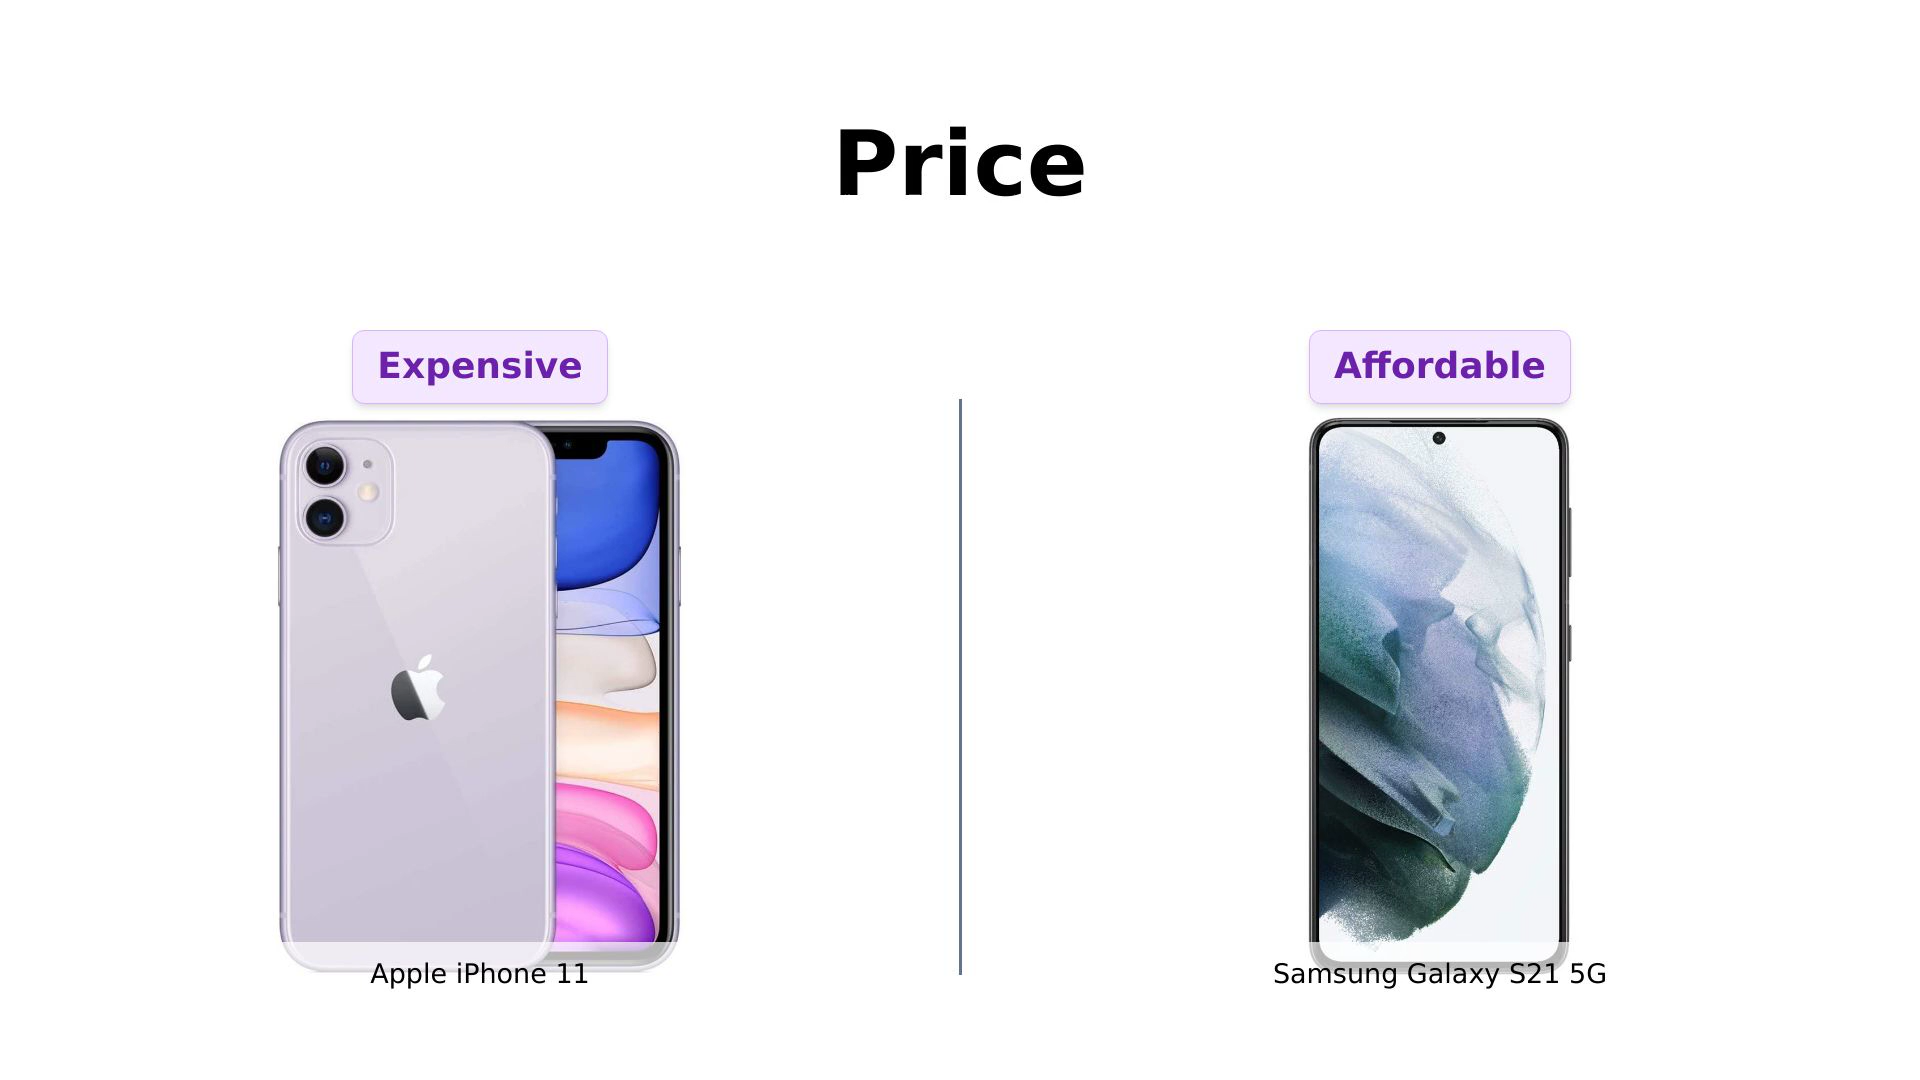 Price
Expensive
Affordable
Apple iPhone 11
Samsung Galaxy S21 5G